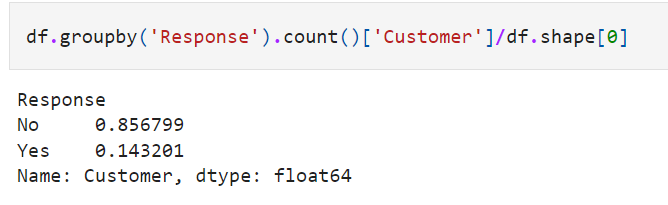 df.groupby('Response').count()['Customer']/df.shape[0]
Response
No     0.856799
Yes    0.143201
Name: Customer, dtype: float64